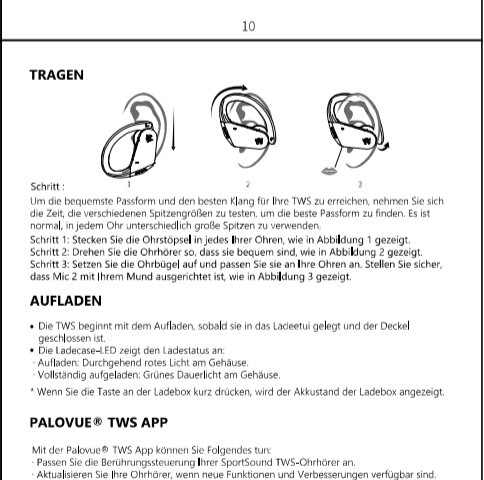 10
TRAGEN
1 2 3
Schritt :
Um die bequemste Passform und den besten Klang für Ihre TWS zu erreichen, nehmen Sie sich
die Zeit, die verschiedenen Spitzengrößen zu testen, um die beste Passform zu finden. Es ist
normal, in jedem Ohr unterschiedlich große Spitzen zu verwenden.
Schritt 1: Stecken Sie die Ohrstöpsel in jedes Ihrer Ohren, wie in Abbildung 1 gezeigt.
Schritt 2: Drehen Sie die Ohrhörer so, dass sie bequem sind, wie in Abbildung 2 gezeigt.
Schritt 3: Setzen Sie die Ohrbügel auf und passen Sie sie an Ihre Ohren an. Stellen Sie sicher,
dass Mic 2 mit Ihrem Mund ausgerichtet ist, wie in Abbildung 3 gezeigt.
AUFLADEN
• Die TWS beginnt mit dem Aufladen, sobald sie in das Ladeetui gelegt und der Deckel
geschlossen ist.
• Die Ladecase-LED zeigt den Ladestatus an:
· Aufladen: Durchgehend rotes Licht am Gehäuse.
· Vollständig aufgeladen: Grünes Dauerlicht am Gehäuse.
* Wenn Sie die Taste an der Ladebox kurz drücken, wird der Akkustand der Ladebox angezeigt.
PALOVUE® TWS APP
Mit der Palovue® TWS App können Sie Folgendes tun:
· Passen Sie die Berührungssteuerung Ihrer SportSound TWS-Ohrhörer an.
· Aktualisieren Sie Ihre Ohrhörer, wenn neue Funktionen und Verbesserungen verfügbar sind.